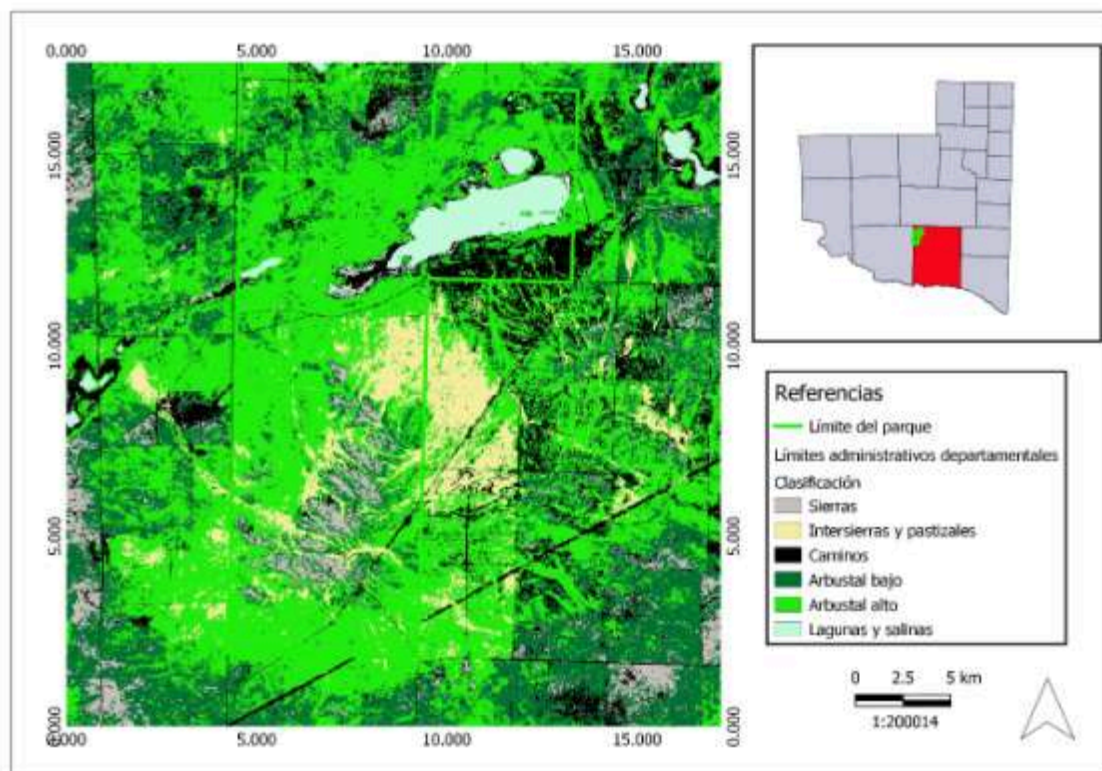 0.000 5.000 10.000 15.000
15.000
10.000
5.000
0.000
15.000
10.000
5.000
0.000
0.000 5.000 10.000 15.000
Referencias
Límite del parque
Límites administrativos departamentales
Clasificación
Sierras
Intersierras y pastizales
Caminos
Arbustal bajo
Arbustal alto
Lagunas y salinas
0 2.5 5 km
1:200014